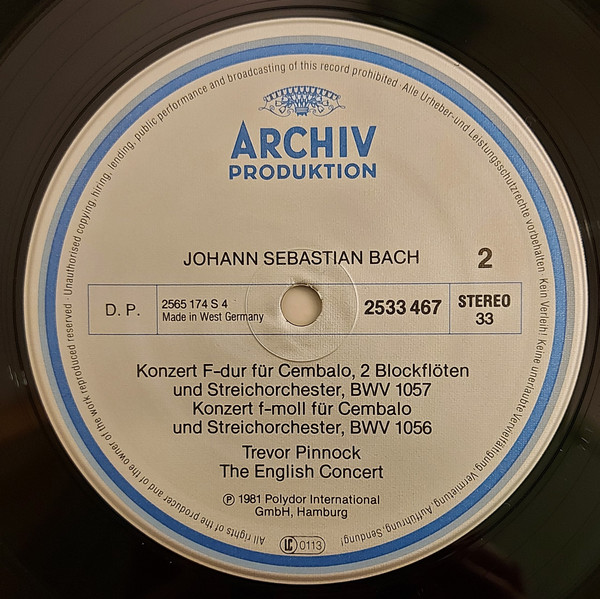 ARCHIV
PRODUKTION
JOHANN SEBASTIAN BACH
2
D. P.
2565 174 S 4
Made in West Germany
2533 467
STEREO
33
Konzert F-dur für Cembalo, 2 Blockflöten
und Streichorchester, BWV 1057
Konzert f-moll für Cembalo
und Streichorchester, BWV 1056
Trevor Pinnock
The English Concert
℗ 1981 Polydor International
GmbH, Hamburg
LC 0113
All rights of the producer and of the owner of the work reproduced reserved · Unauthorised copying, hiring, lending, public performance and broadcasting of this record prohibited · Alle Urheber-und Leistungsschutzrechte vorbehalten · Kein Verleih! Keine unerlaubte Vervielfältigung, Vermietung, Aufführung, Sendung!